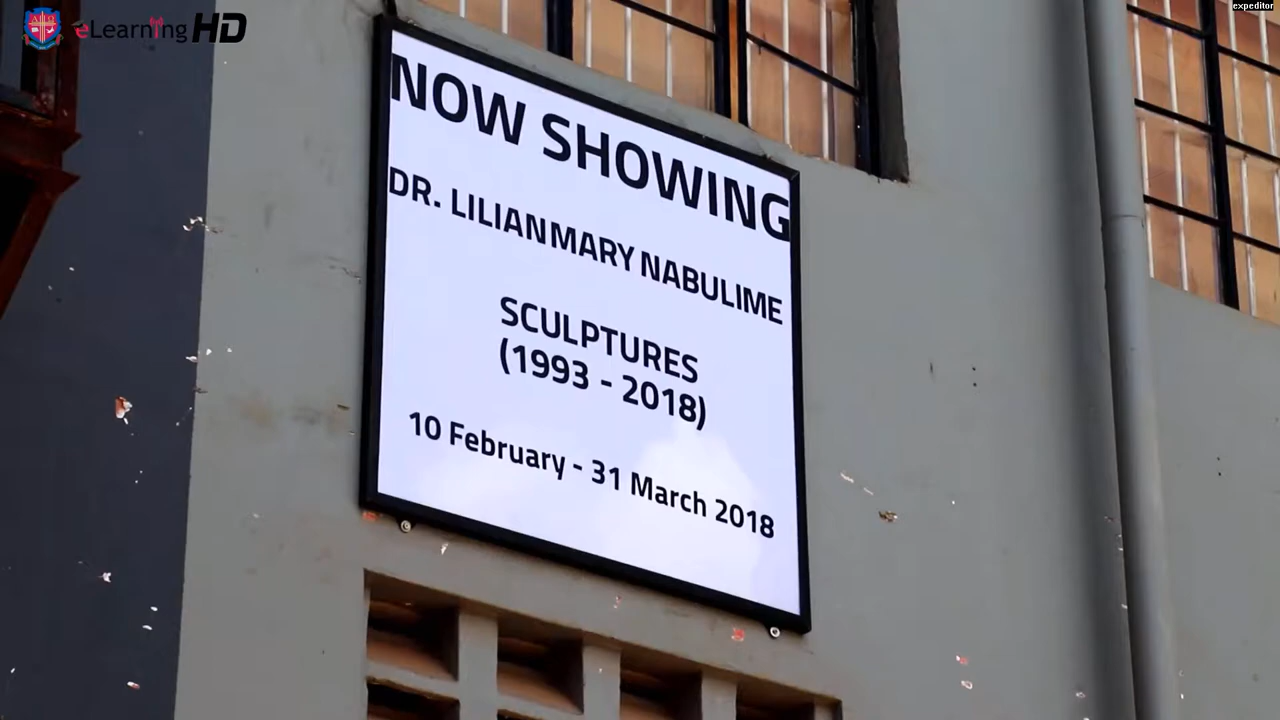 eLearning HD
expeditor
NOW SHOWING
DR. LILIANMARY NABULIME
SCULPTURES
(1993 - 2018)
10 February - 31 March 2018